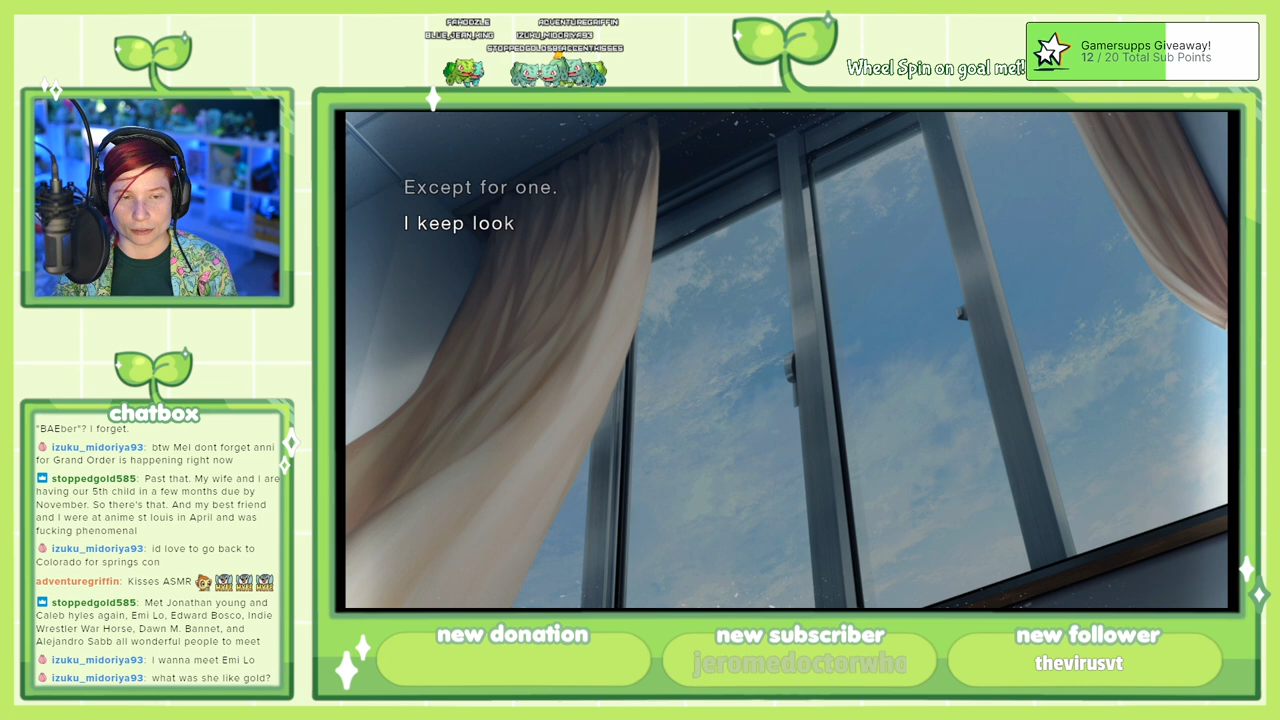 FAHOOZLE
ADVENTUREGRIFFIN
BLUE_JEAN_KING
IZUKU_MIDORIYA93
Wheel Spin on goal met!
Gamersupps Giveaway!
12 / 20 Total Sub Points
Except for one.
I keep look
chatbox
"BAEber"? I forget.
izuku_midoriya93: btw Mel dont forget anni
for Grand Order is happening right now
stoppedgold585: Past that. My wife and I are
having our 5th child in a few months due by
November. So there's that. And my best friend
and I were at anime st louis in April and was
fucking phenomenal
izuku_midoriya93: id love to go back to
Colorado for springs con
adventuregriffin: Kisses ASMR
stoppedgold585: Met Jonathan young and
Caleb hyles again, Emi Lo, Edward Bosco, Indie
Wrestler War Horse, Dawn M. Bannet, and
Alejandro Sabb all wonderful people to meet
izuku_midoriya93: I wanna meet Emi Lo
izuku_midoriya93: what was she like gold?
new donation
new subscriber
jeromedoctorwho
new follower
thevirusvt